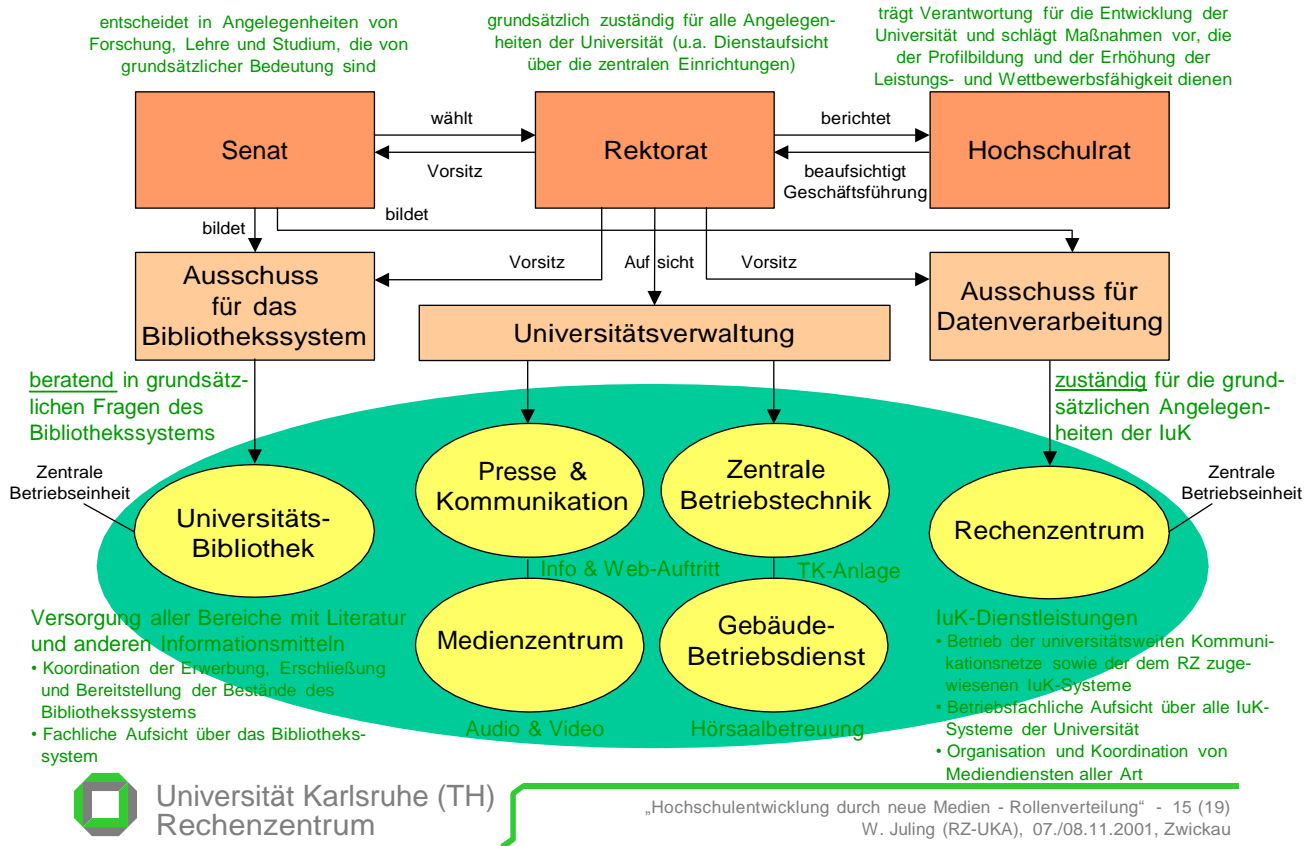 entscheidet in Angelegenheiten von
Forschung, Lehre und Studium, die von
grundsätzlicher Bedeutung sind
grundsätzlich zuständig für alle Angelegen-
heiten der Universität (u.a. Dienstaufsicht
über die zentralen Einrichtungen)
trägt Verantwortung für die Entwicklung der
Universität und schlägt Maßnahmen vor, die
der Profilbildung und der Erhöhung der
Leistungs- und Wettbewerbsfähigkeit dienen
Senat
wählt
Vorsitz
Rektorat
berichtet
beaufsichtigt
Geschäftsführung
Hochschulrat
bildet
bildet
Vorsitz
Auf sicht
Vorsitz
Ausschuss
für das
Bibliothekssystem
Universitätsverwaltung
Ausschuss für
Datenverarbeitung
beratend in grundsätz-
lichen Fragen des
Bibliothekssystems
zuständig für die grund-
sätzlichen Angelegen-
heiten der IuK
Zentrale
Betriebseinheit
Universitäts-
Bibliothek
Presse &
Kommunikation
Zentrale
Betriebstechnik
Rechenzentrum
Zentrale
Betriebseinheit
Info & Web-Auftritt
TK-Anlage
Medienzentrum
Gebäude-
Betriebsdienst
Audio & Video
Hörsaalbetreuung
Versorgung aller Bereiche mit Literatur
und anderen Informationsmitteln
• Koordination der Erwerbung, Erschließung
und Bereitstellung der Bestände des
Bibliothekssystems
• Fachliche Aufsicht über das Bibliotheks-
system
IuK-Dienstleistungen
• Betrieb der universitätsweiten Kommuni-
kationsnetze sowie der dem RZ zuge-
wiesenen IuK-Systeme
• Betriebsfachliche Aufsicht über alle IuK-
Systeme der Universität
• Organisation und Koordination von
Mediendiensten aller Art
Universität Karlsruhe (TH)
Rechenzentrum
„Hochschulentwicklung durch neue Medien - Rollenverteilung“ - 15 (19)
W. Juling (RZ-UKA), 07./08.11.2001, Zwickau